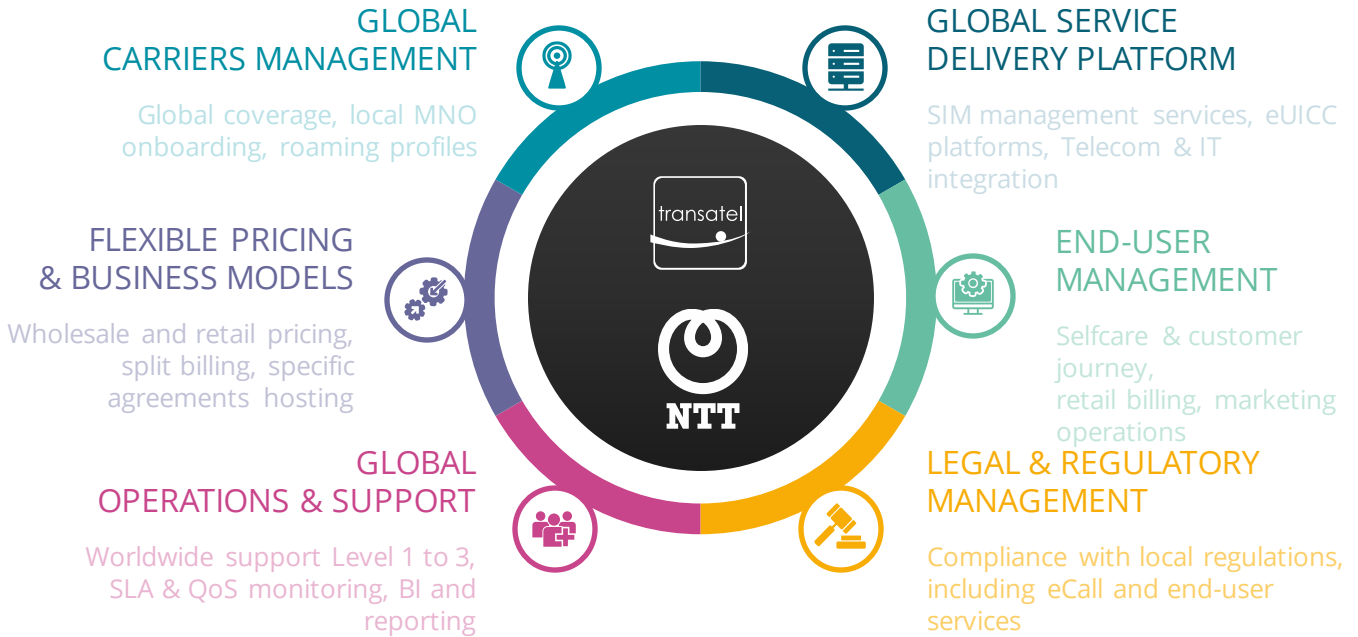 GLOBAL
CARRIERS MANAGEMENT
Global coverage, local MNO
onboarding, roaming profiles
GLOBAL SERVICE
DELIVERY PLATFORM
SIM management services, eUICC
platforms, Telecom & IT
integration
FLEXIBLE PRICING
& BUSINESS MODELS
Wholesale and retail pricing,
split billing, specific
agreements hosting
transatel
NTT
END-USER
MANAGEMENT
Selfcare & customer
journey,
retail billing, marketing
operations
GLOBAL
OPERATIONS & SUPPORT
Worldwide support Level 1 to 3,
SLA & QoS monitoring, BI and
reporting
LEGAL & REGULATORY
MANAGEMENT
Compliance with local regulations,
including eCall and end-user
services